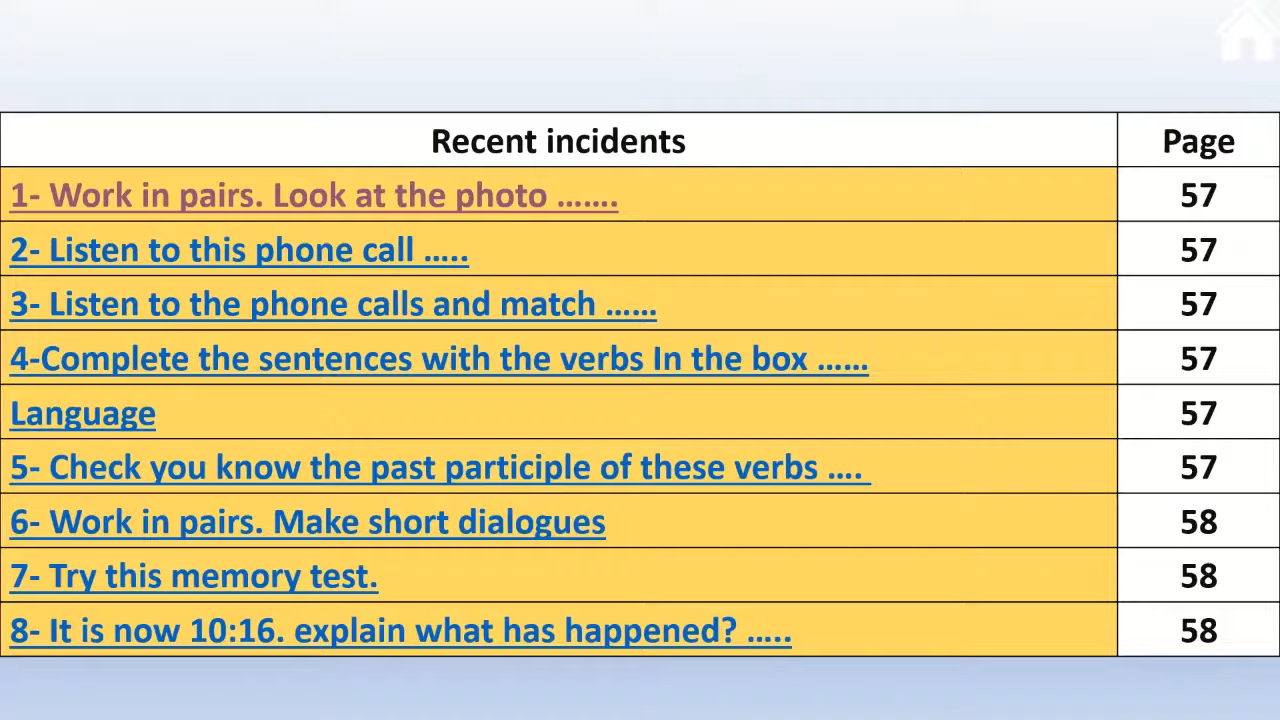 Recent incidents Page
1- Work in pairs. Look at the photo ....... 57
2- Listen to this phone call ..... 57
3- Listen to the phone calls and match ...... 57
4-Complete the sentences with the verbs In the box ...... 57
Language 57
5- Check you know the past participle of these verbs .... 57
6- Work in pairs. Make short dialogues 58
7- Try this memory test. 58
8- It is now 10:16. explain what has happened? ..... 58